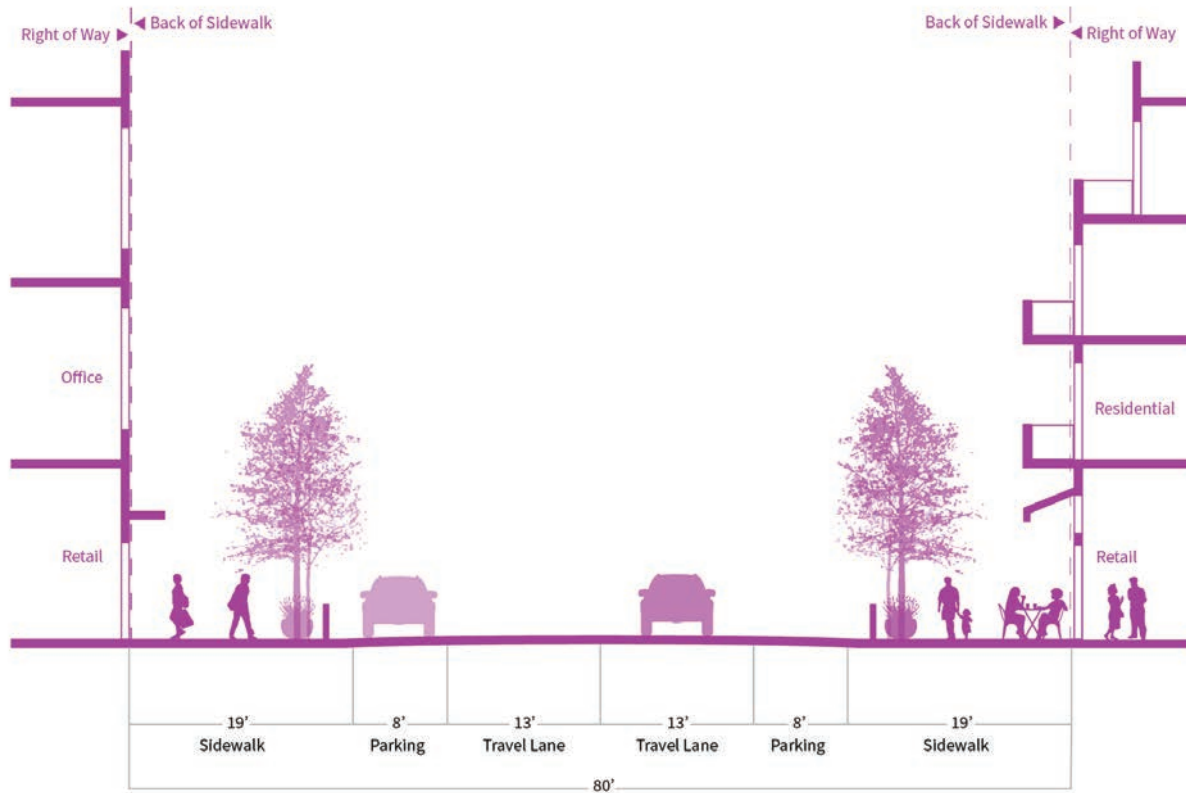 Back of Sidewalk
Right of Way
Back of Sidewalk
Right of Way
Office
Residential
Retail
Retail
19’
8’
13’
13’
8’
19’
Sidewalk
Parking
Travel Lane
Travel Lane
Parking
Sidewalk
80’